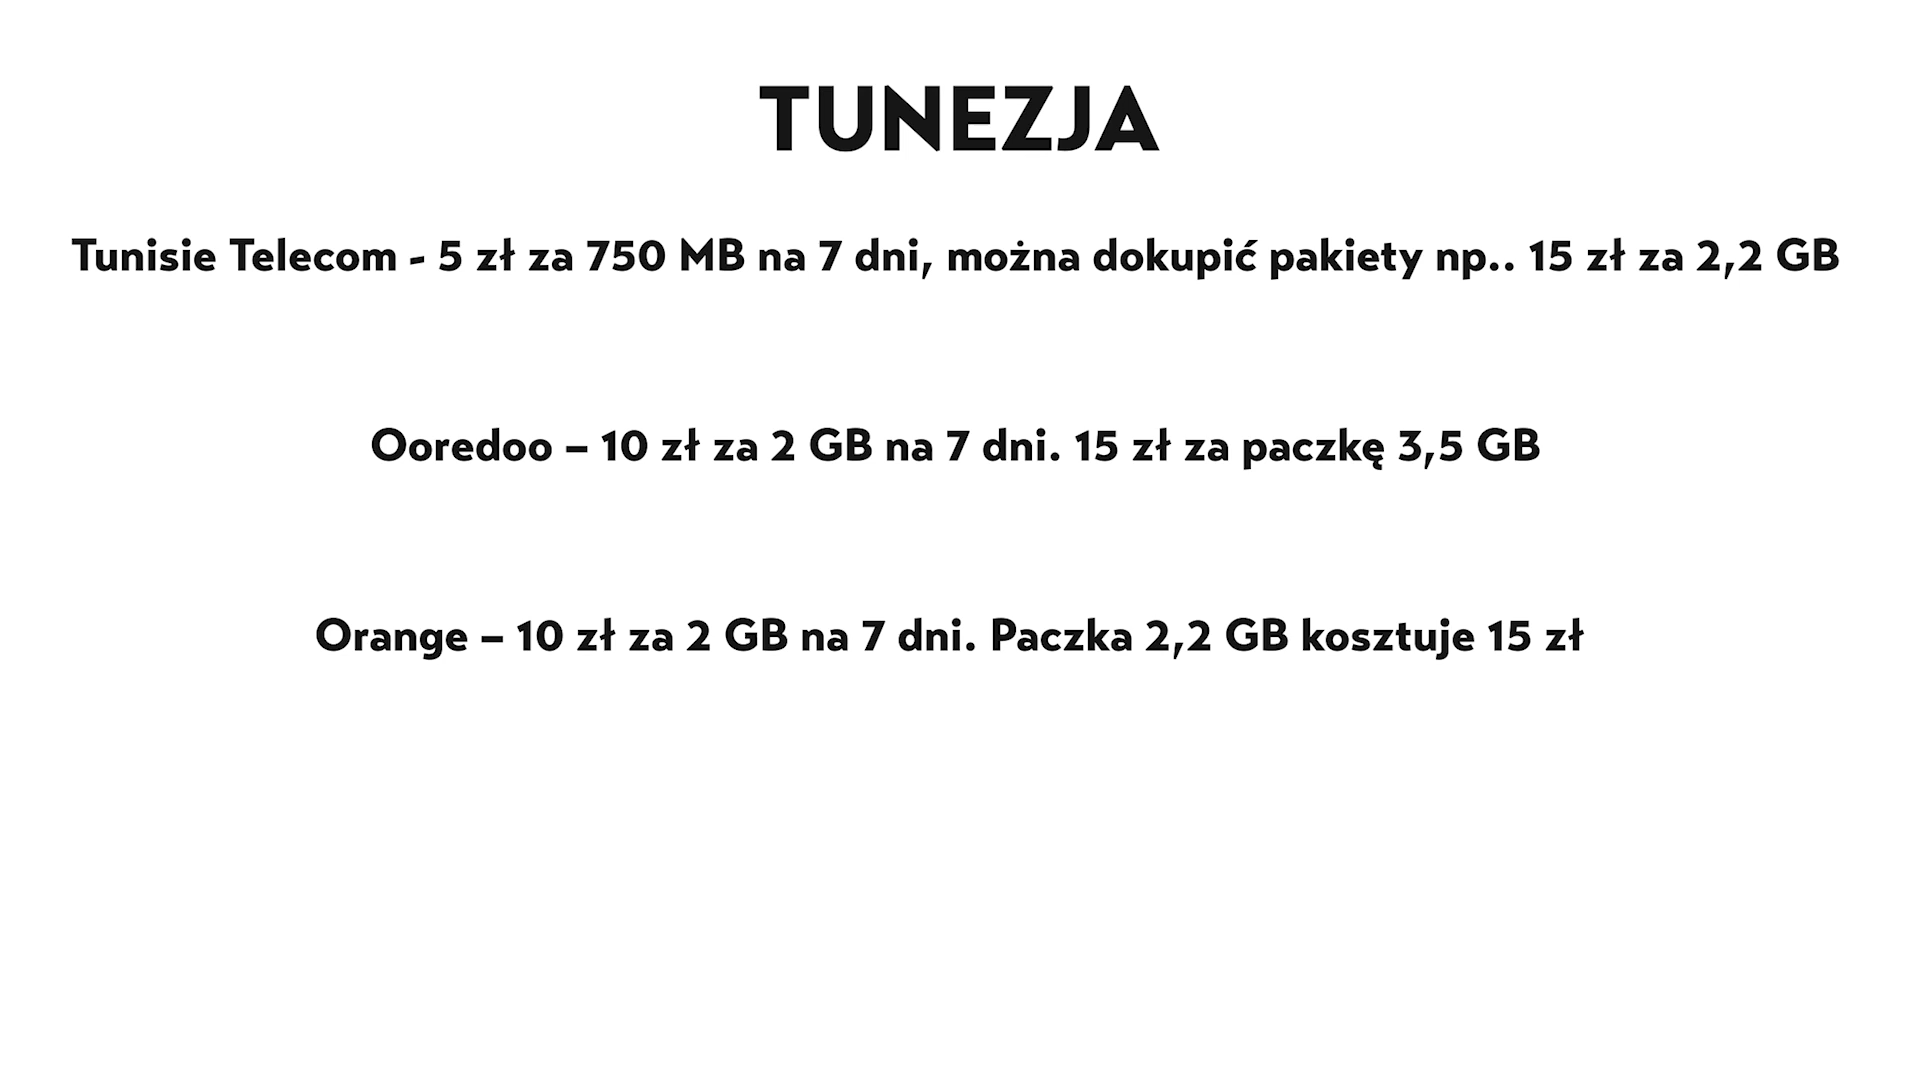 TUNEZJA
Tunisie Telecom - 5 zł za 750 MB na 7 dni, można dokupić pakiety np.. 15 zł za 2,2 GB
Ooredoo – 10 zł za 2 GB na 7 dni. 15 zł za paczkę 3,5 GB
Orange – 10 zł za 2 GB na 7 dni. Paczka 2,2 GB kosztuje 15 zł